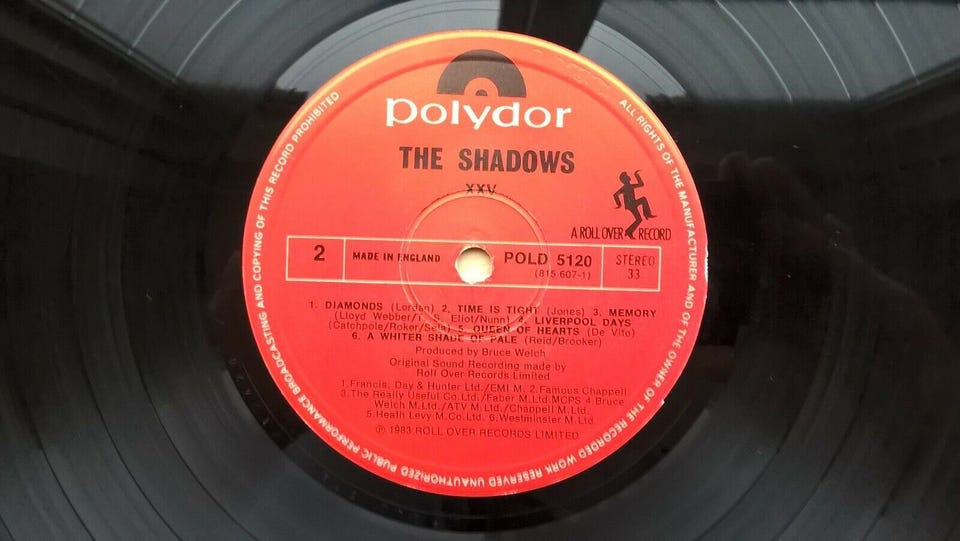 polydor
THE SHADOWS
XXV
A ROLL OVER RECORD
2
MADE IN ENGLAND
POLD 5120
(815 607-1)
STEREO
33
1. DIAMONDS (Lordan) 2. TIME IS TIGHT (Jones) 3. MEMORY
(Lloyd Webber/T. S. Eliot/Nunn) 4. LIVERPOOL DAYS
(Catchpole/Roker/Seal) 5. QUEEN OF HEARTS (De Vito)
6. A WHITER SHADE OF PALE (Reid/Brooker)
Produced by Bruce Welch
Original Sound Recording made by
Roll Over Records Limited
1.Francis, Day & Hunter Ltd./EMI M. 2.Famous Chappell
3.The Really Useful Co Ltd./Faber M.Ltd/MCPS 4.Bruce
Welch M.Ltd./ATV M.Ltd./Chappell M.Ltd.
5.Heath Levy M.Co.Ltd. 6.Westminster M.Ltd.
℗ 1983 ROLL OVER RECORDS LIMITED
ALL RIGHTS OF THE MANUFACTURER AND OF THE OWNER OF THE RECORDED WORK RESERVED UNAUTHORIZED PUBLIC PERFORMANCE BROADCASTING AND COPYING OF THIS RECORD PROHIBITED